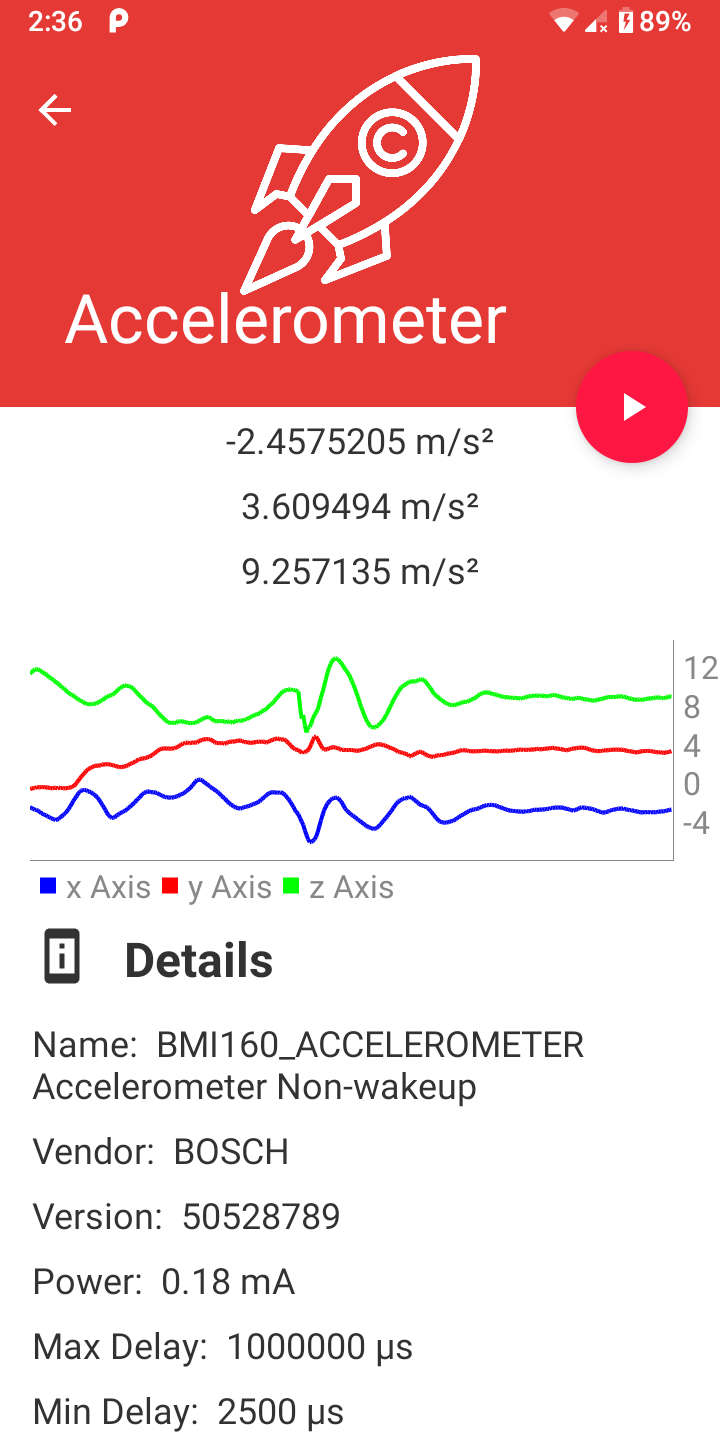 2:36 89%
C
Accelerometer
-2.4575205 m/s²
3.609494 m/s²
9.257135 m/s²
12
8
4
0
-4
x Axis y Axis z Axis
Details
Name: BMI160_ACCELEROMETER
Accelerometer Non-wakeup
Vendor: BOSCH
Version: 50528789
Power: 0.18 mA
Max Delay: 1000000 µs
Min Delay: 2500 µs